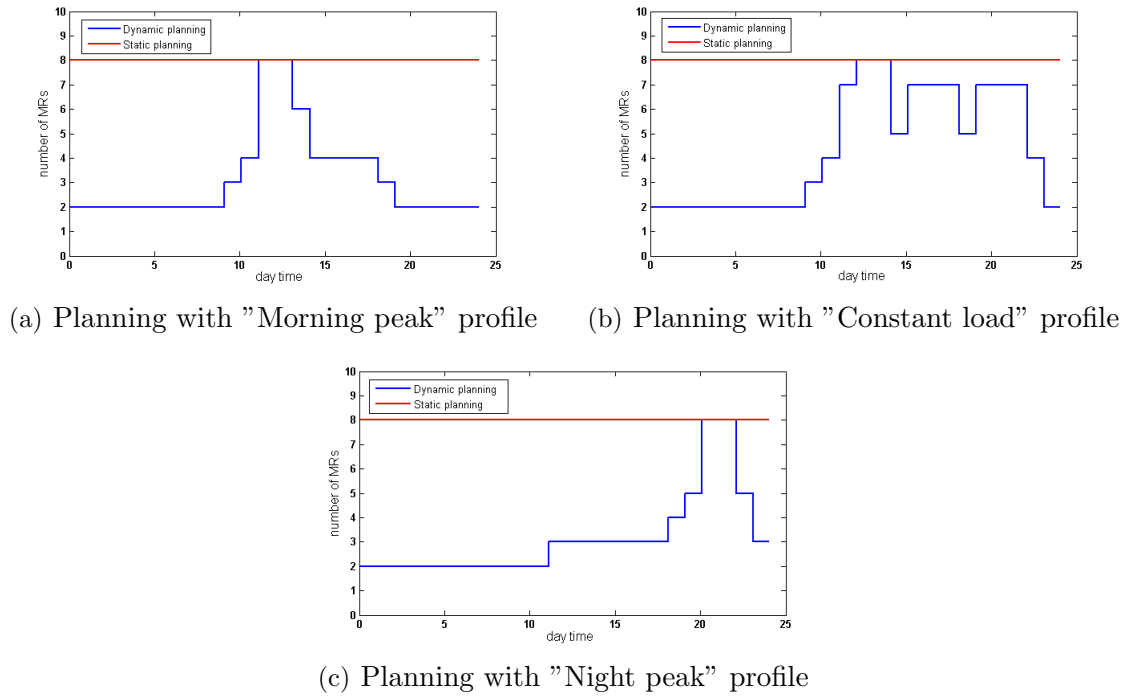 10
9
8
7
6
5
4
3
2
1
0
number of MRs
Dynamic planning
Static planning
0 5 10 15 20 25
day time
(a) Planning with ”Morning peak” profile
10
9
8
7
6
5
4
3
2
1
0
number of MRs
Dynamic planning
Static planning
0 5 10 15 20 25
day time
(b) Planning with ”Constant load” profile
10
9
8
7
6
5
4
3
2
1
0
number of MRs
Dynamic planning
Static planning
0 5 10 15 20 25
day time
(c) Planning with ”Night peak” profile